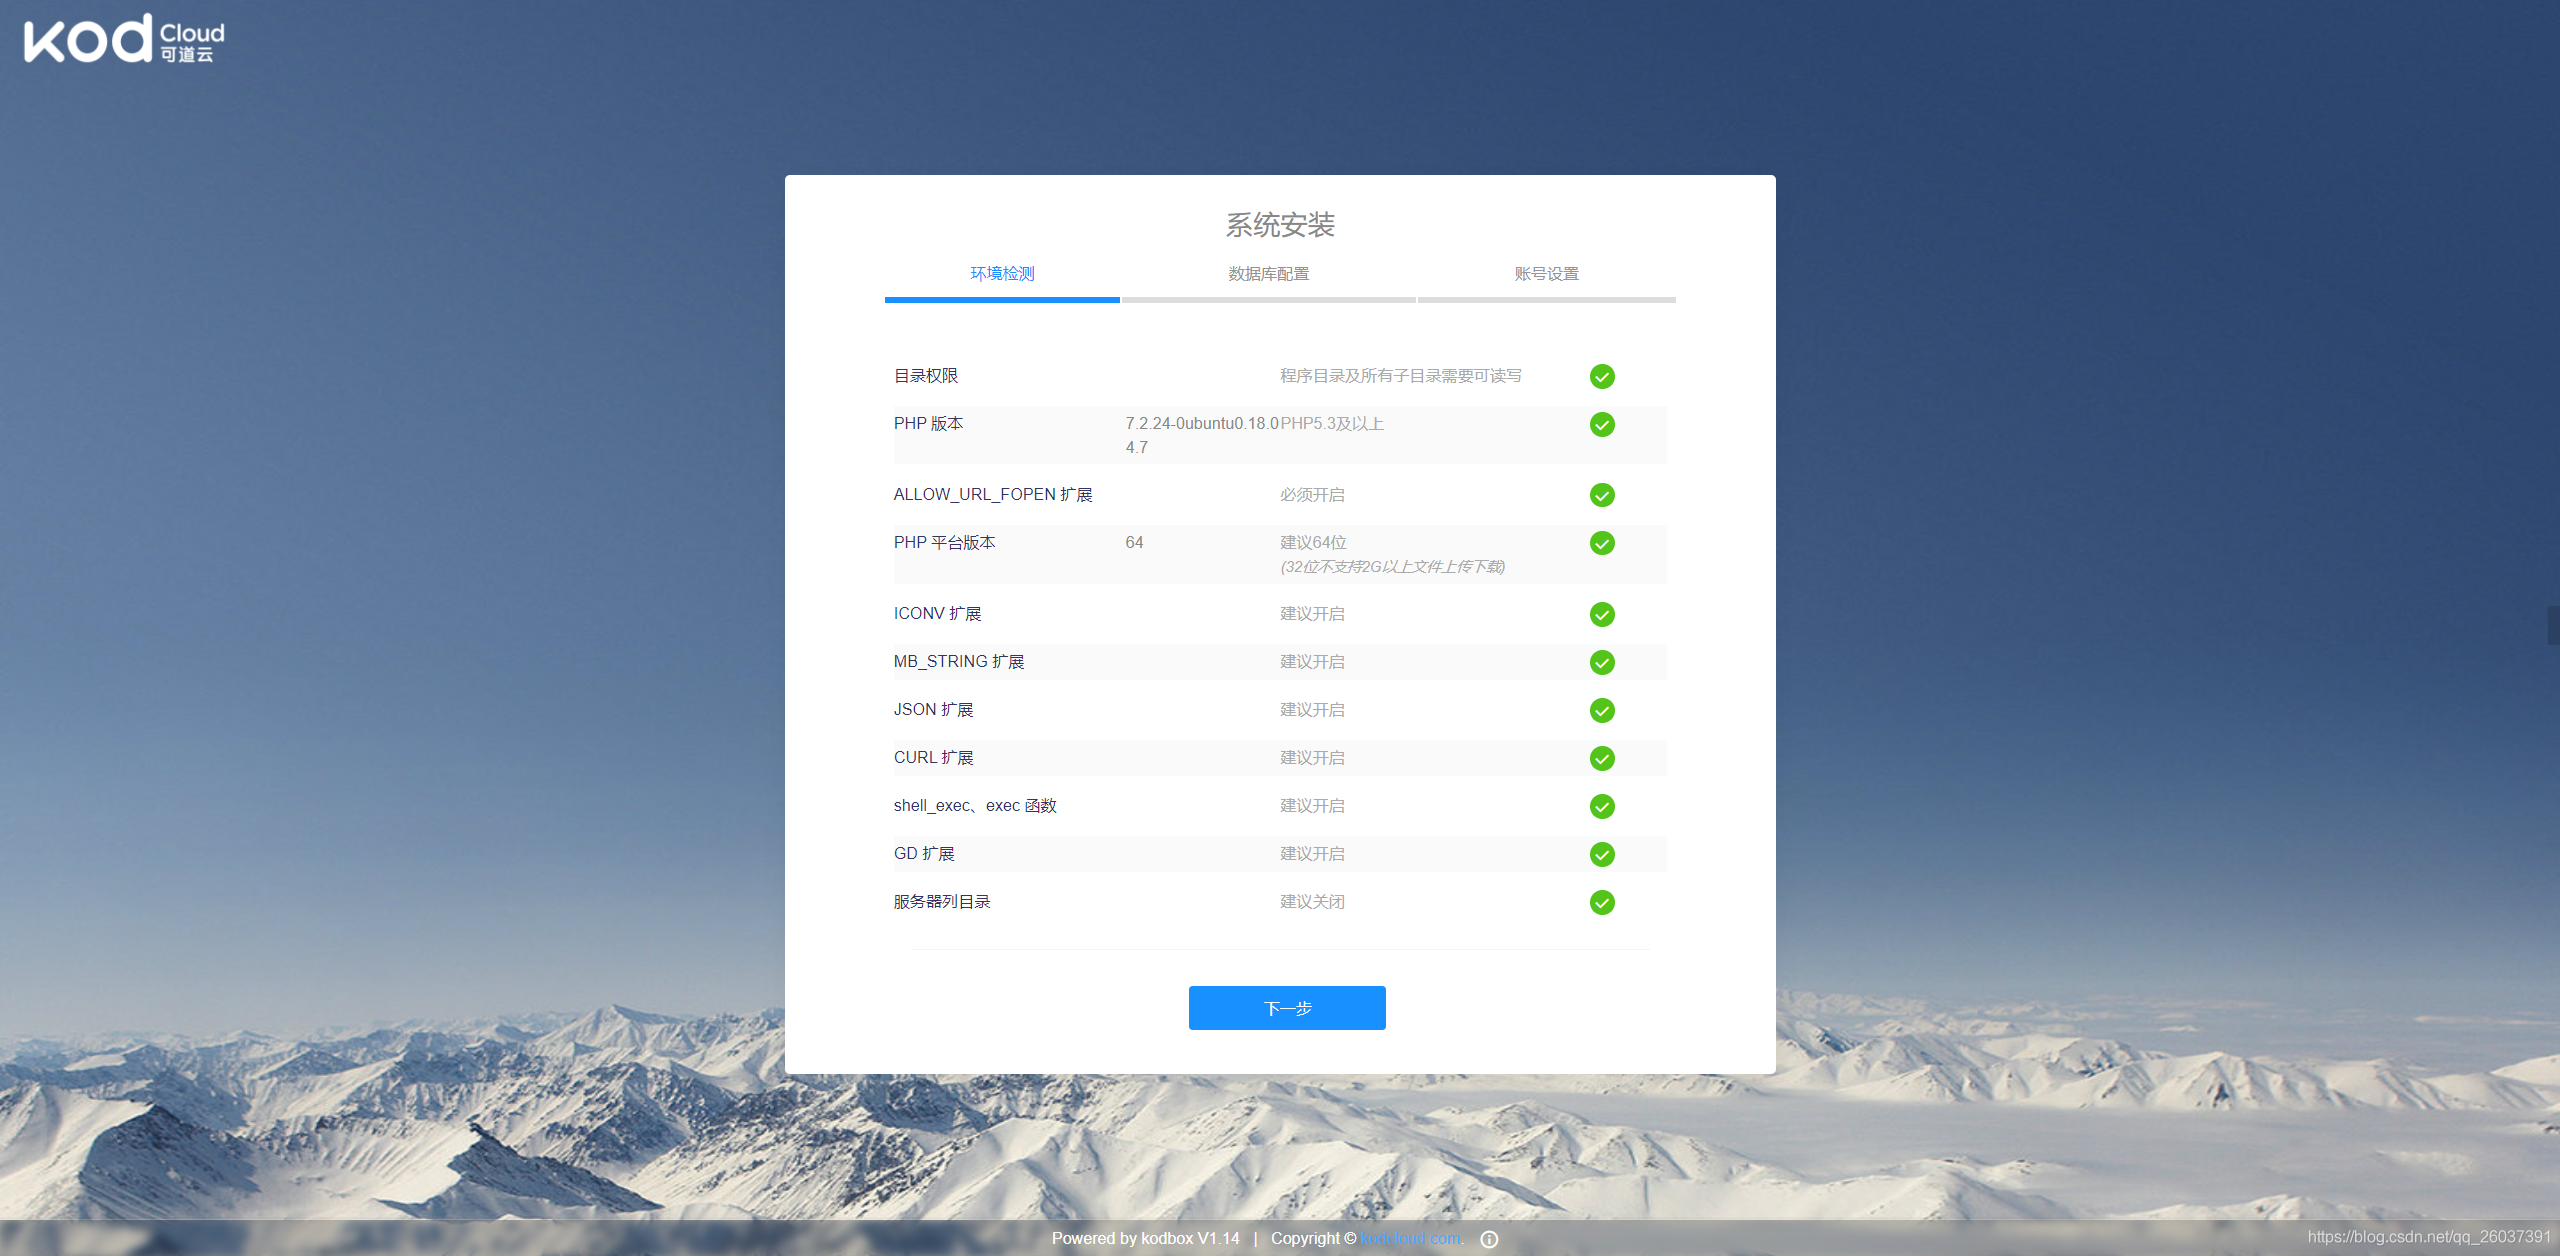 kod Cloud
可道云
系统安装
环境检测 数据库配置 账号设置
目录权限 程序目录及所有子目录需要可读写
PHP 版本 7.2.24-0ubuntu0.18.0 PHP5.3及以上
4.7
ALLOW_URL_FOPEN 扩展 必须开启
PHP 平台版本 64 建议64位
(32位不支持2G以上文件上传下载)
ICONV 扩展 建议开启
MB_STRING 扩展 建议开启
JSON 扩展 建议开启
CURL 扩展 建议开启
shell_exec、exec 函数 建议开启
GD 扩展 建议开启
服务器列目录 建议关闭
下一步
Powered by kodbox V1.14 | Copyright © kodcloud.com.
https://blog.csdn.net/qq_26037391